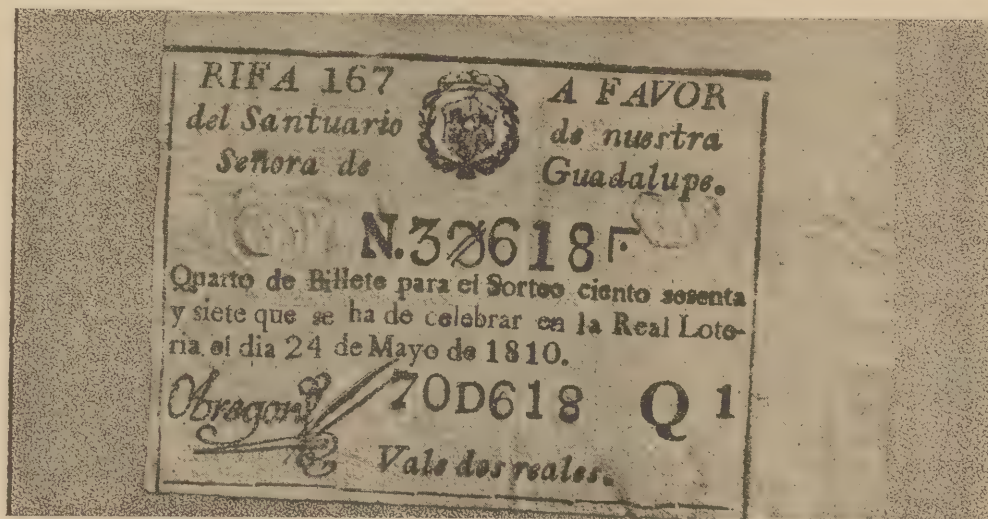 RIFA 167 A FAVOR
del Santuario de nuestra
Señora de Guadalupe.
Quarto de Billete para el Sorteo ciento sesenta
y siete que se ha de celebrar en la Real Lote-
ria el dia 24 de Mayo de 1810.
Obregon 70D618 Q 1
Vale dos reales.